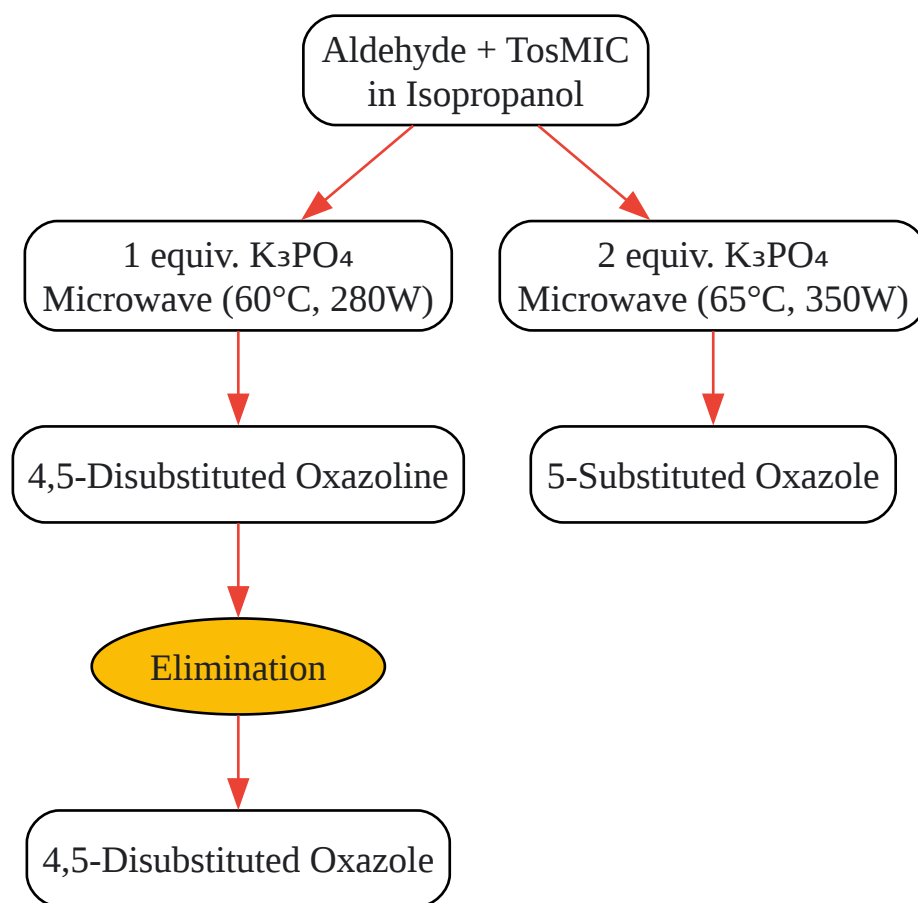 Aldehyde + TosMIC
in Isopropanol
1 equiv. K₃PO₄
Microwave (60°C, 280W)
2 equiv. K₃PO₄
Microwave (65°C, 350W)
4,5-Disubstituted Oxazoline
5-Substituted Oxazole
Elimination
4,5-Disubstituted Oxazole